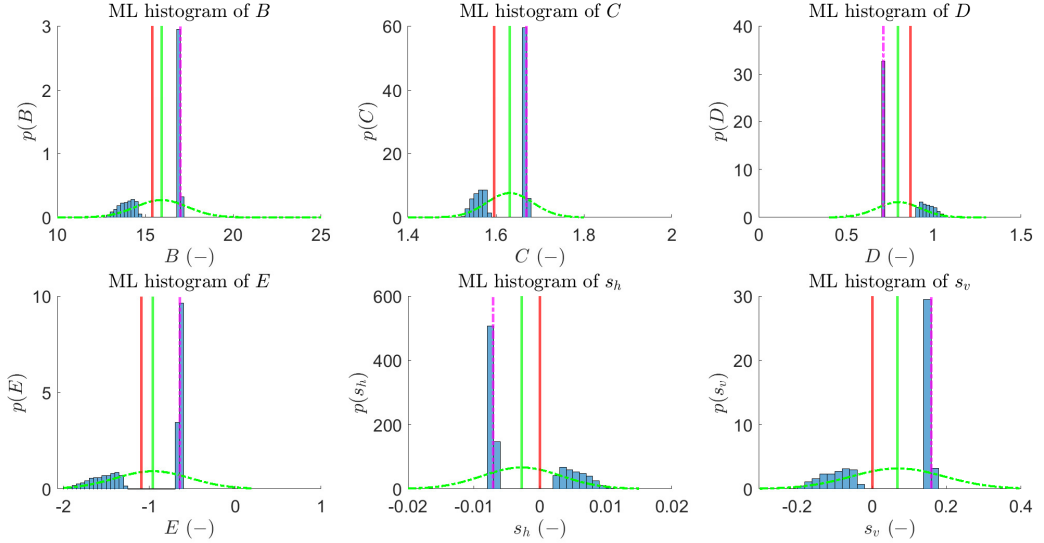 ML histogram of B
ML histogram of C
ML histogram of D
3
2
1
0
p(B)
10
15
20
25
B (−)
60
40
20
0
p(C)
1.4
1.6
1.8
2
C (−)
40
30
20
10
0
p(D)
0
0.5
1
1.5
D (−)
ML histogram of E
ML histogram of s_h
ML histogram of s_v
10
5
0
p(E)
-2
-1
0
1
E (−)
600
400
200
0
p(s_h)
-0.02
-0.01
0
0.01
0.02
s_h (−)
30
20
10
0
p(s_v)
-0.2
0
0.2
0.4
s_v (−)